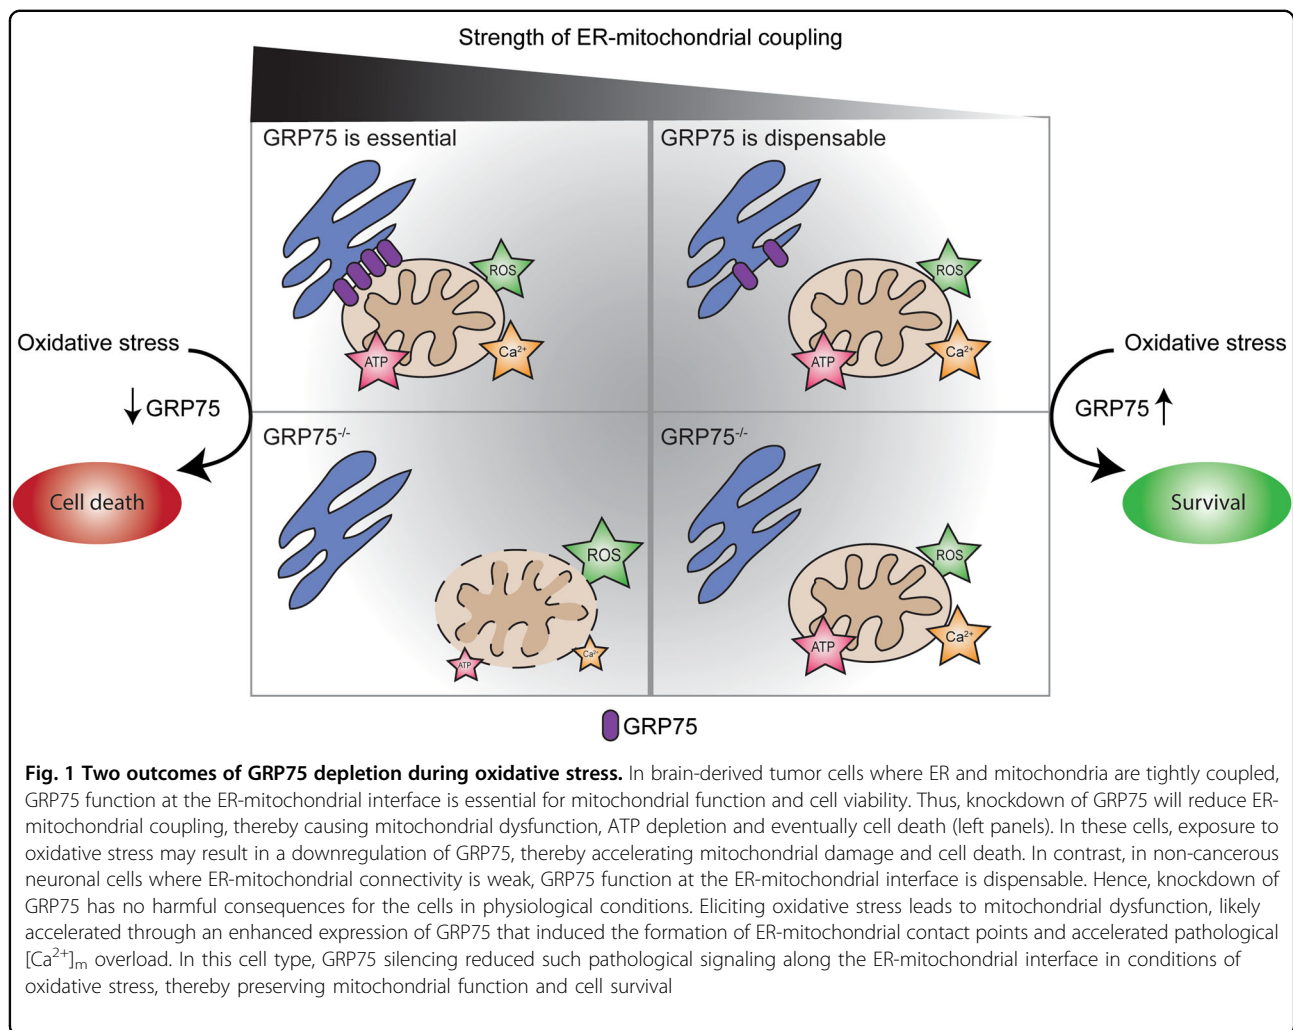 Strength of ER-mitochondrial coupling
GRP75 is essential
GRP75 is dispensable
ROS
ROS
ATP
Ca²⁺
ATP
Ca²⁺
Oxidative stress
Oxidative stress
↓ GRP75
GRP75 ↑
GRP75⁻/⁻
GRP75⁻/⁻
Cell death
Survival
ROS
ROS
ATP
Ca²⁺
ATP
Ca²⁺
GRP75
Fig. 1 Two outcomes of GRP75 depletion during oxidative stress. In brain-derived tumor cells where ER and mitochondria are tightly coupled,
GRP75 function at the ER-mitochondrial interface is essential for mitochondrial function and cell viability. Thus, knockdown of GRP75 will reduce ER-
mitochondrial coupling, thereby causing mitochondrial dysfunction, ATP depletion and eventually cell death (left panels). In these cells, exposure to
oxidative stress may result in a downregulation of GRP75, thereby accelerating mitochondrial damage and cell death. In contrast, in non-cancerous
neuronal cells where ER-mitochondrial connectivity is weak, GRP75 function at the ER-mitochondrial interface is dispensable. Hence, knockdown of
GRP75 has no harmful consequences for the cells in physiological conditions. Eliciting oxidative stress leads to mitochondrial dysfunction, likely
accelerated through an enhanced expression of GRP75 that induced the formation of ER-mitochondrial contact points and accelerated pathological
[Ca²⁺]ₘ overload. In this cell type, GRP75 silencing reduced such pathological signaling along the ER-mitochondrial interface in conditions of
oxidative stress, thereby preserving mitochondrial function and cell survival